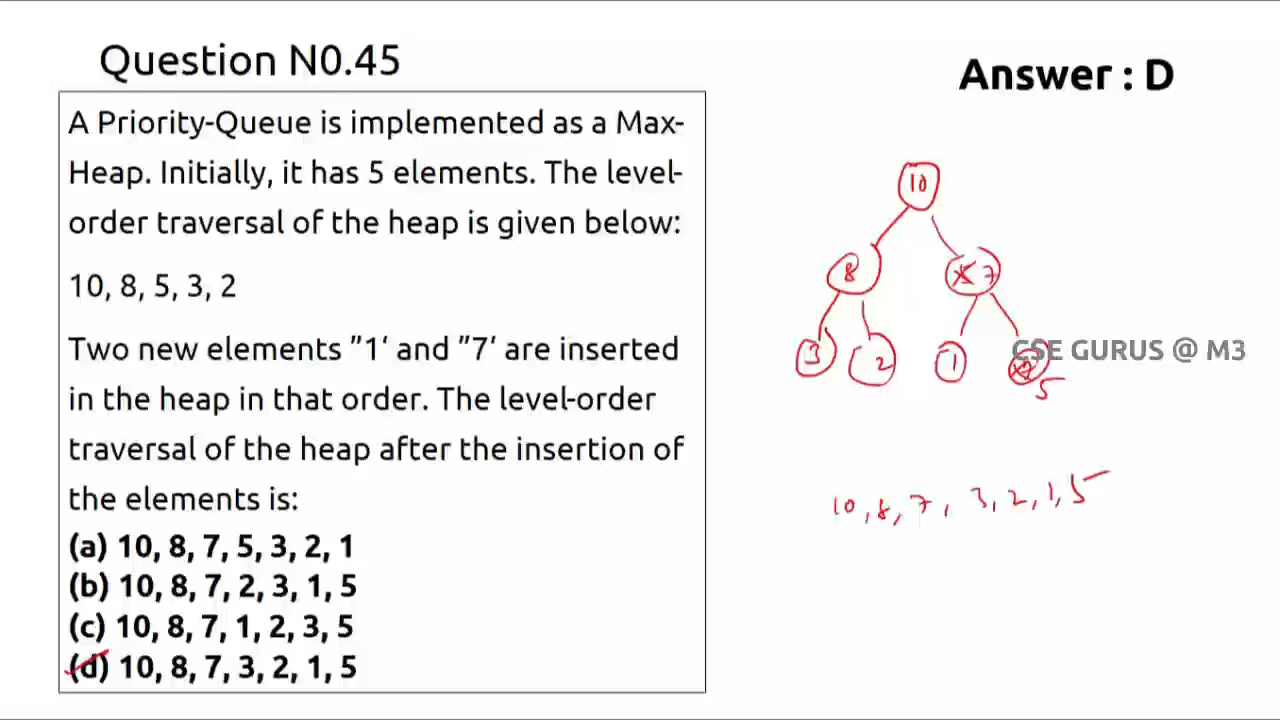 Question N0.45
Answer : D
A Priority-Queue is implemented as a Max-
Heap. Initially, it has 5 elements. The level-
order traversal of the heap is given below:
10, 8, 5, 3, 2
Two new elements ”1‘ and ”7‘ are inserted
in the heap in that order. The level-order
traversal of the heap after the insertion of
the elements is:
(a) 10, 8, 7, 5, 3, 2, 1
(b) 10, 8, 7, 2, 3, 1, 5
(c) 10, 8, 7, 1, 2, 3, 5
(d) 10, 8, 7, 3, 2, 1, 5
10
8 5 7
3 2 1 7
5
CSE GURUS @ M3
10, 8, 7, 3, 2, 1, 5